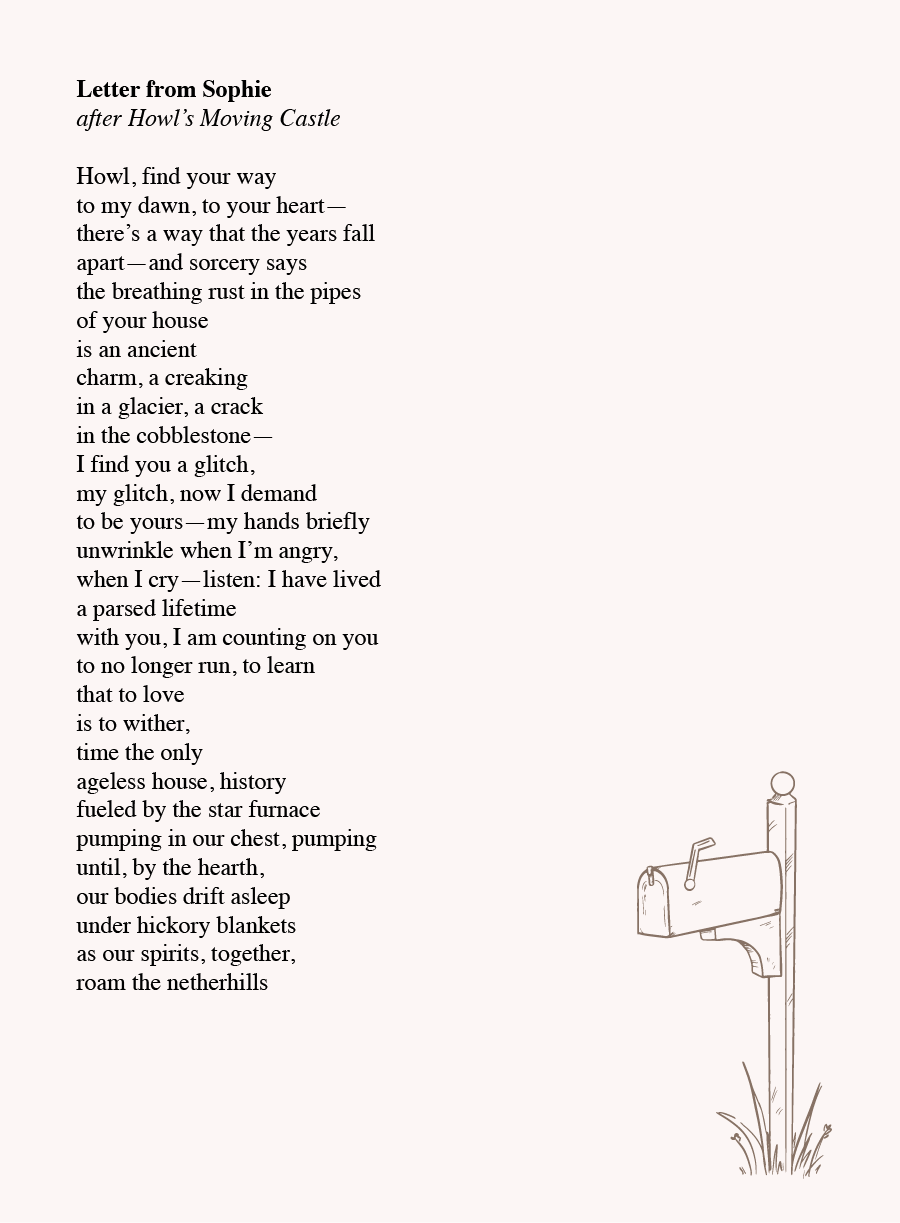 Letter from Sophie
after Howl’s Moving Castle
Howl, find your way
to my dawn, to your heart—
there’s a way that the years fall
apart—and sorcery says
the breathing rust in the pipes
of your house
is an ancient
charm, a creaking
in a glacier, a crack
in the cobblestone—
I find you a glitch,
my glitch, now I demand
to be yours—my hands briefly
unwrinkle when I’m angry,
when I cry—listen: I have lived
a parsed lifetime
with you, I am counting on you
to no longer run, to learn
that to love
is to wither,
time the only
ageless house, history
fueled by the star furnace
pumping in our chest, pumping
until, by the hearth,
our bodies drift asleep
under hickory blankets
as our spirits, together,
roam the netherhills